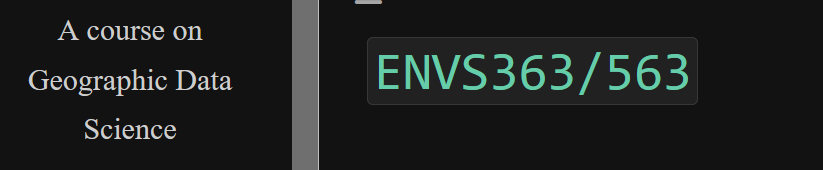 A course on
Geographic Data
Science
ENVS363/563